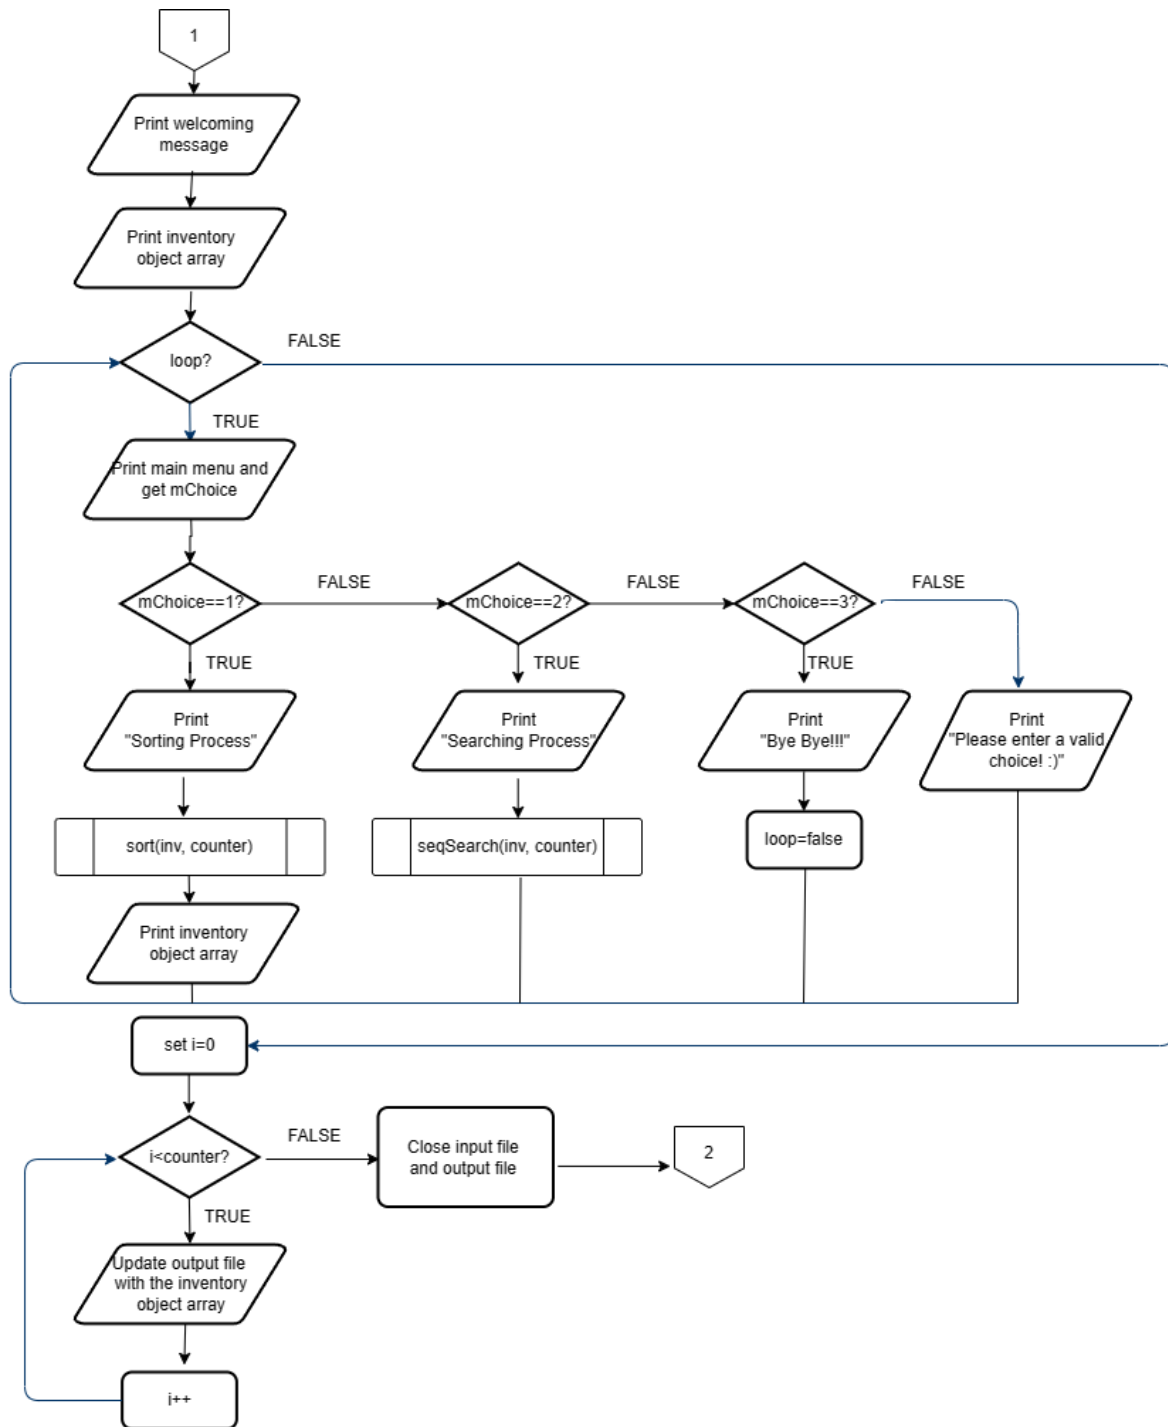 1
Print welcoming
message
Print inventory
object array
loop?
FALSE
TRUE
Print main menu and
get mChoice
mChoice==1?
FALSE
mChoice==2?
FALSE
mChoice==3?
FALSE
TRUE
TRUE
TRUE
Print
"Sorting Process"
Print
"Searching Process"
Print
"Bye Bye!!!"
Print
"Please enter a valid
choice! :)"
sort(inv, counter)
seqSearch(inv, counter)
loop=false
Print inventory
object array
set i=0
i<counter?
FALSE
Close input file
and output file
2
TRUE
Update output file
with the inventory
object array
i++